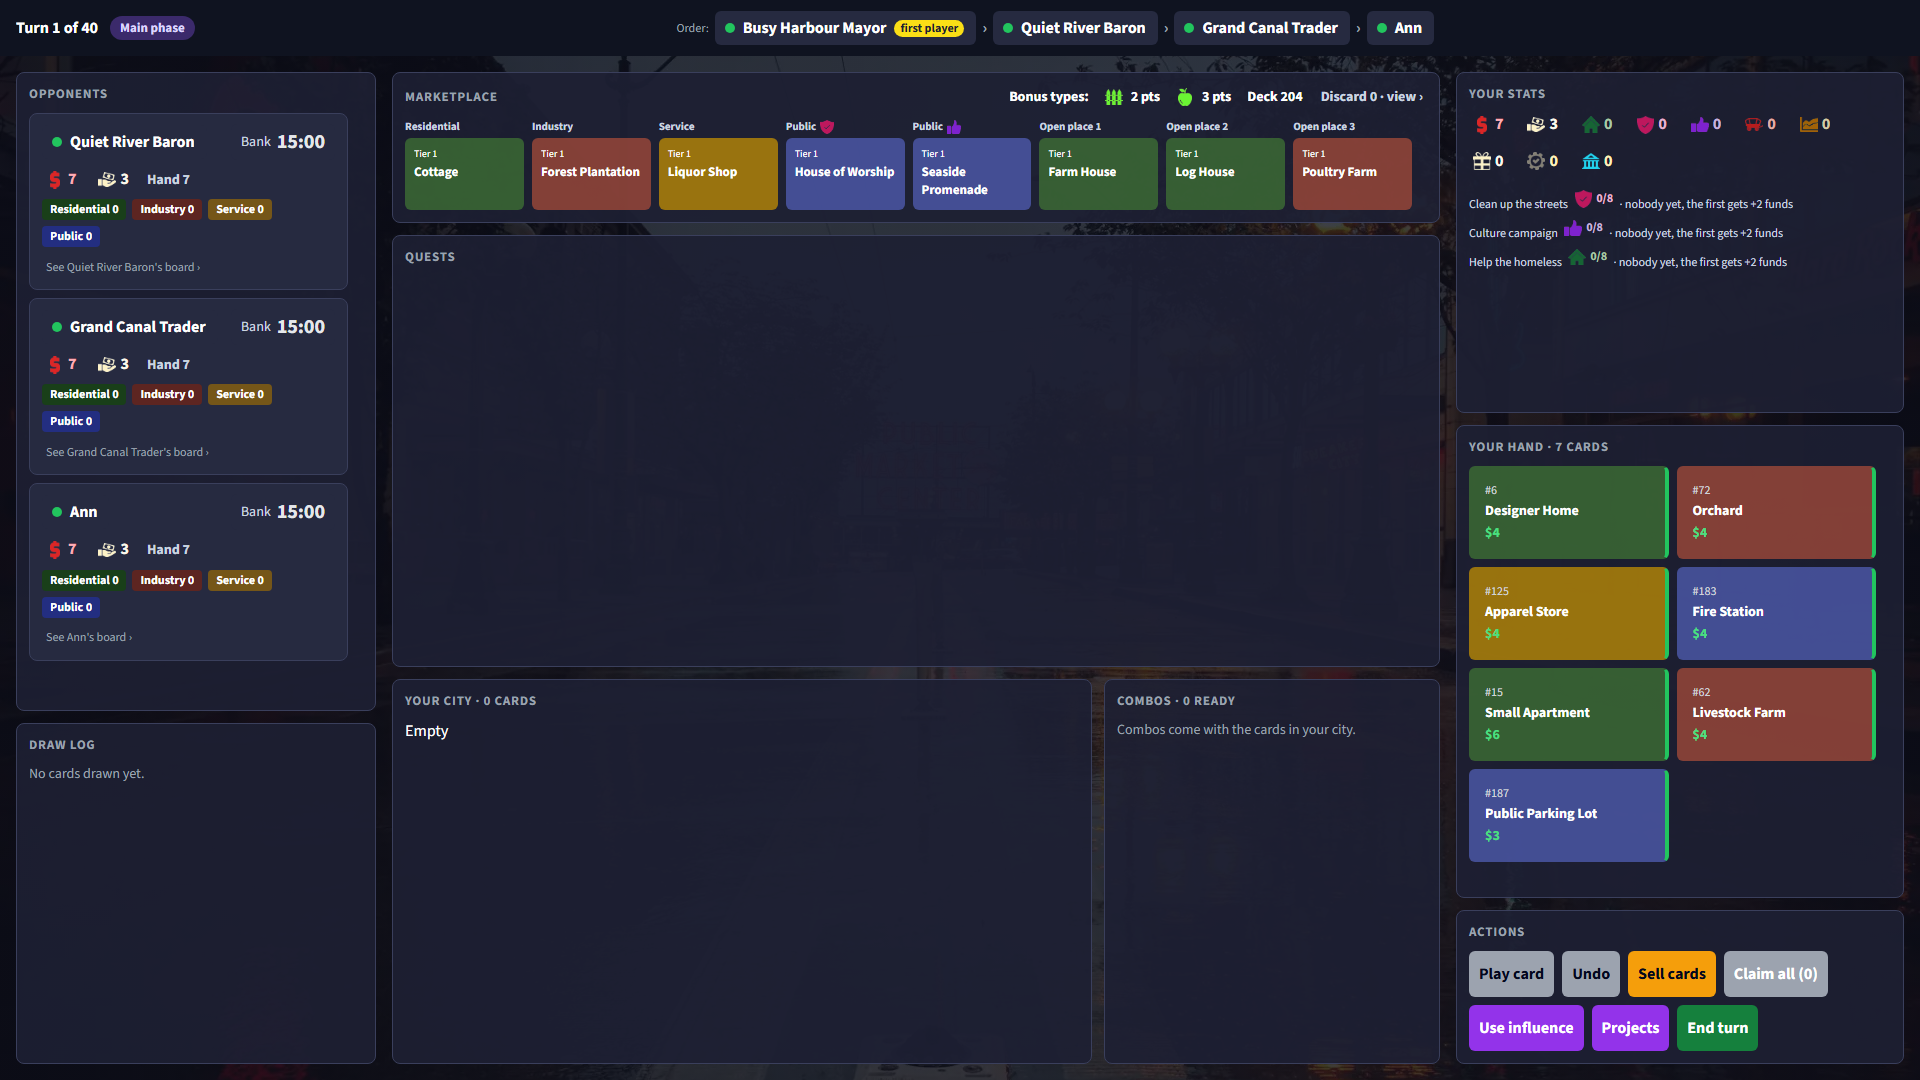 Turn 1 of 40 Main phase
Order: Busy Harbour Mayor first player › Quiet River Baron › Grand Canal Trader › Ann
OPPONENTS
Quiet River Baron Bank 15:00
7 3 Hand 7
Residential 0 Industry 0 Service 0
Public 0
See Quiet River Baron's board ›
Grand Canal Trader Bank 15:00
7 3 Hand 7
Residential 0 Industry 0 Service 0
Public 0
See Grand Canal Trader's board ›
Ann Bank 15:00
7 3 Hand 7
Residential 0 Industry 0 Service 0
Public 0
See Ann's board ›
DRAW LOG
No cards drawn yet.
MARKETPLACE
Bonus types: 2 pts 3 pts Deck 204 Discard 0 · view ›
Residential
Tier 1
Cottage
Industry
Tier 1
Forest Plantation
Service
Tier 1
Liquor Shop
Public
Tier 1
House of Worship
Public
Tier 1
Seaside
Promenade
Open place 1
Tier 1
Farm House
Open place 2
Tier 1
Log House
Open place 3
Tier 1
Poultry Farm
QUESTS
YOUR CITY · 0 CARDS
Empty
COMBOS · 0 READY
Combos come with the cards in your city.
YOUR STATS
7 3 0 0 0 0 0
0 0 0
Clean up the streets 0/8 · nobody yet, the first gets +2 funds
Culture campaign 0/8 · nobody yet, the first gets +2 funds
Help the homeless 0/8 · nobody yet, the first gets +2 funds
YOUR HAND · 7 CARDS
#6
Designer Home
$4
#72
Orchard
$4
#125
Apparel Store
$4
#183
Fire Station
$4
#15
Small Apartment
$6
#62
Livestock Farm
$4
#187
Public Parking Lot
$3
ACTIONS
Play card Undo Sell cards Claim all (0)
Use influence Projects End turn